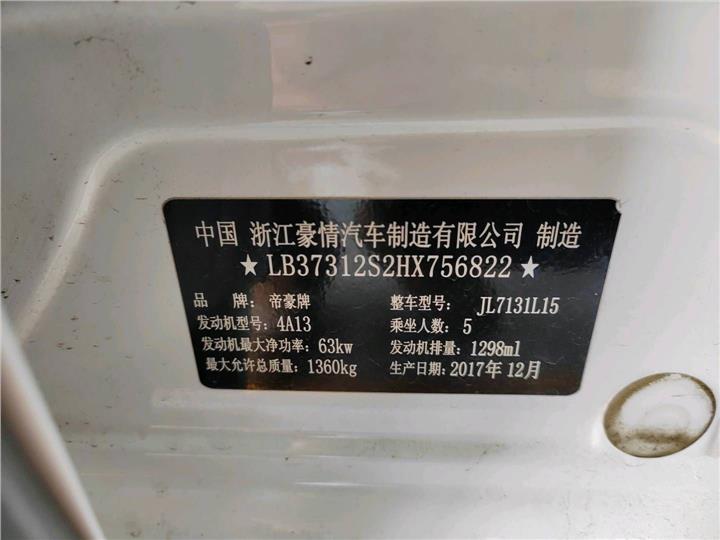 中国 浙江豪情汽车制造有限公司 制造
★LB37312S2HX756822★
品 牌：帝豪牌 整车型号：JL7131L15
发动机型号：4A13 乘坐人数：5
发动机最大净功率：63kw 发动机排量：1298ml
最大允许总质量：1360kg 生产日期：2017年12月